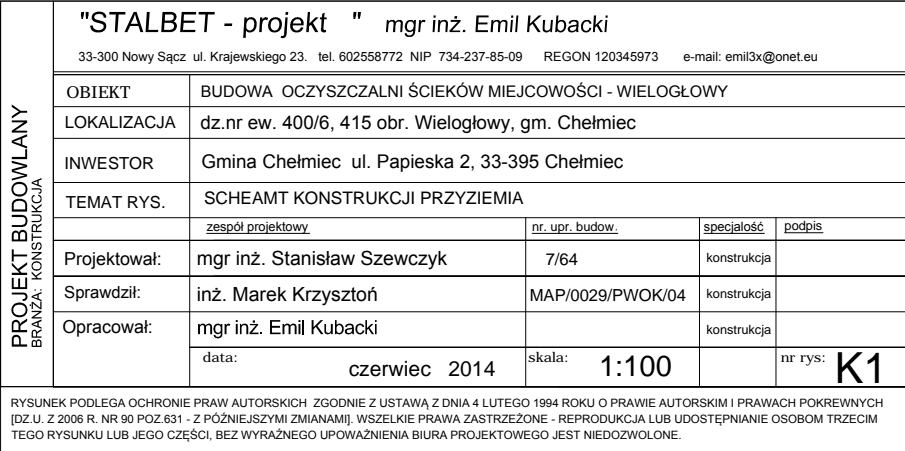 "STALBET - projekt " mgr inż. Emil Kubacki
33-300 Nowy Sącz ul. Krajewskiego 23. tel. 602558772 NIP 734-237-85-09 REGON 120345973 e-mail: emil3x@onet.eu
PROJEKT BUDOWLANY
BRANŻA: KONSTRUKCJA
OBIEKT BUDOWA OCZYSZCZALNI ŚCIEKÓW MIEJCOWOŚCI - WIELOGŁOWY
LOKALIZACJA dz.nr ew. 400/6, 415 obr. Wielogłowy, gm. Chełmiec
INWESTOR Gmina Chełmiec ul. Papieska 2, 33-395 Chełmiec
TEMAT RYS. SCHEAMT KONSTRUKCJI PRZYZIEMIA
zespół projektowy nr. upr. budow. specjalość podpis
Projektował: mgr inż. Stanisław Szewczyk 7/64 konstrukcja
Sprawdził: inż. Marek Krzysztoń MAP/0029/PWOK/04 konstrukcja
Opracował: mgr inż. Emil Kubacki konstrukcja
data: czerwiec 2014 skala: 1:100 nr rys: K1
RYSUNEK PODLEGA OCHRONIE PRAW AUTORSKICH ZGODNIE Z USTAWĄ Z DNIA 4 LUTEGO 1994 ROKU O PRAWIE AUTORSKIM I PRAWACH POKREWNYCH
[DZ.U. Z 2006 R. NR 90 POZ.631 - Z PÓŹNIEJSZYMI ZMIANAMI]. WSZELKIE PRAWA ZASTRZEŻONE - REPRODUKCJA LUB UDOSTĘPNIANIE OSOBOM TRZECIM
TEGO RYSUNKU LUB JEGO CZĘŚCI, BEZ WYRAŹNEGO UPOWAŻNIENIA BIURA PROJEKTOWEGO JEST NIEDOZWOLONE.